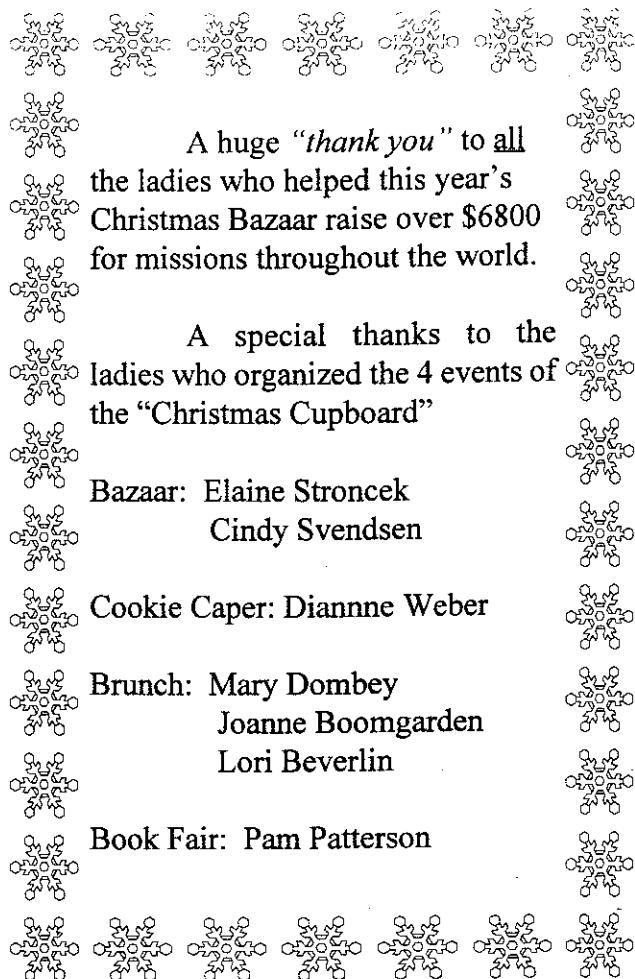 A huge “thank you” to all
the ladies who helped this year’s
Christmas Bazaar raise over $6800
for missions throughout the world.
A special thanks to the
ladies who organized the 4 events of
the “Christmas Cupboard”
Bazaar: Elaine Stroncek
Cindy Svendsen
Cookie Caper: Diannne Weber
Brunch: Mary Dombey
Joanne Boomgarden
Lori Beverlin
Book Fair: Pam Patterson